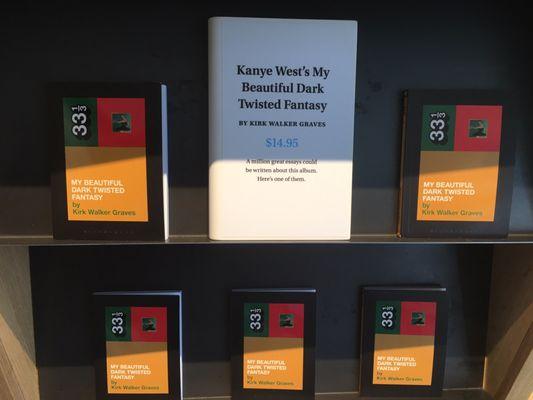 33 1/3
MY BEAUTIFUL
DARK TWISTED
FANTASY
by
Kirk Walker Graves
BLOOMSBURY
Kanye West's My
Beautiful Dark
Twisted Fantasy
BY KIRK WALKER GRAVES
$14.95
A million great essays could
be written about this album.
Here's one of them.
33 1/3
MY BEAUTIFUL
DARK TWISTED
FANTASY
by
Kirk Walker Graves
BLOOMSBURY
33 1/3
MY BEAUTIFUL
DARK TWISTED
FANTASY
by
Kirk Walker Graves
33 1/3
MY BEAUTIFUL
DARK TWISTED
FANTASY
by
Kirk Walker Graves
33 1/3
MY BEAUTIFUL
DARK TWISTED
FANTASY
by
Kirk Walker Graves